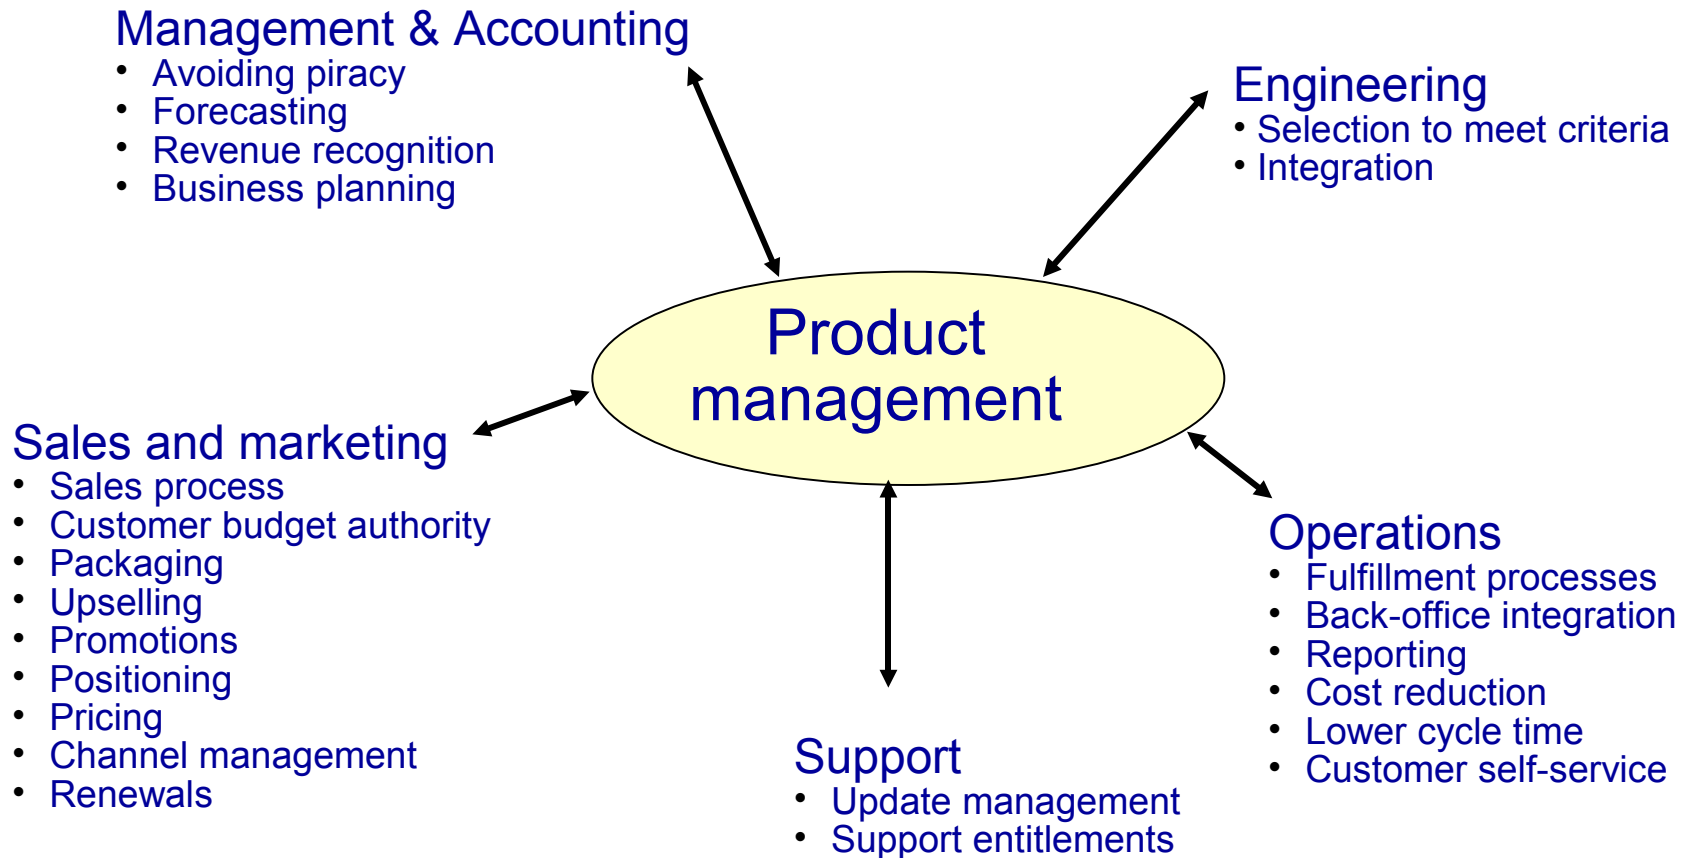 Management & Accounting
• Avoiding piracy
• Forecasting
• Revenue recognition
• Business planning
Engineering
• Selection to meet criteria
• Integration
Product
management
Sales and marketing
• Sales process
• Customer budget authority
• Packaging
• Upselling
• Promotions
• Positioning
• Pricing
• Channel management
• Renewals
Support
• Update management
• Support entitlements
Operations
• Fulfillment processes
• Back-office integration
• Reporting
• Cost reduction
• Lower cycle time
• Customer self-service